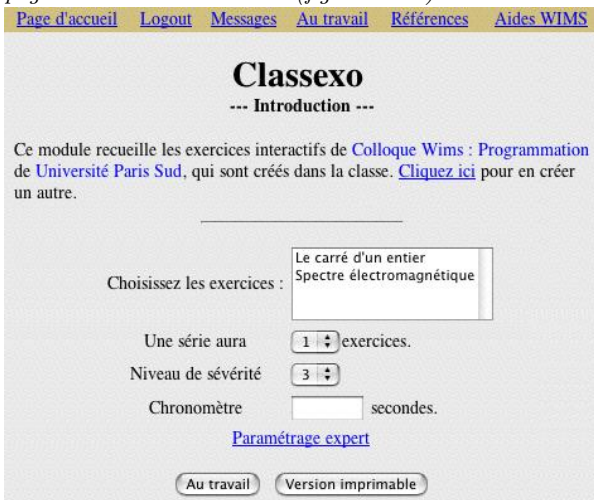 Page d'accueil Logout Messages Au travail Références Aides WIMS
Classexo
--- Introduction ---
Ce module recueille les exercices interactifs de Colloque Wims : Programmation
de Université Paris Sud, qui sont créés dans la classe. Cliquez ici pour en créer
un autre.
Choisissez les exercices :
Le carré d'un entier
Spectre électromagnétique
Une série aura 1 exercices.
Niveau de sévérité 3
Chronomètre secondes.
Paramétrage expert
Au travail Version imprimable